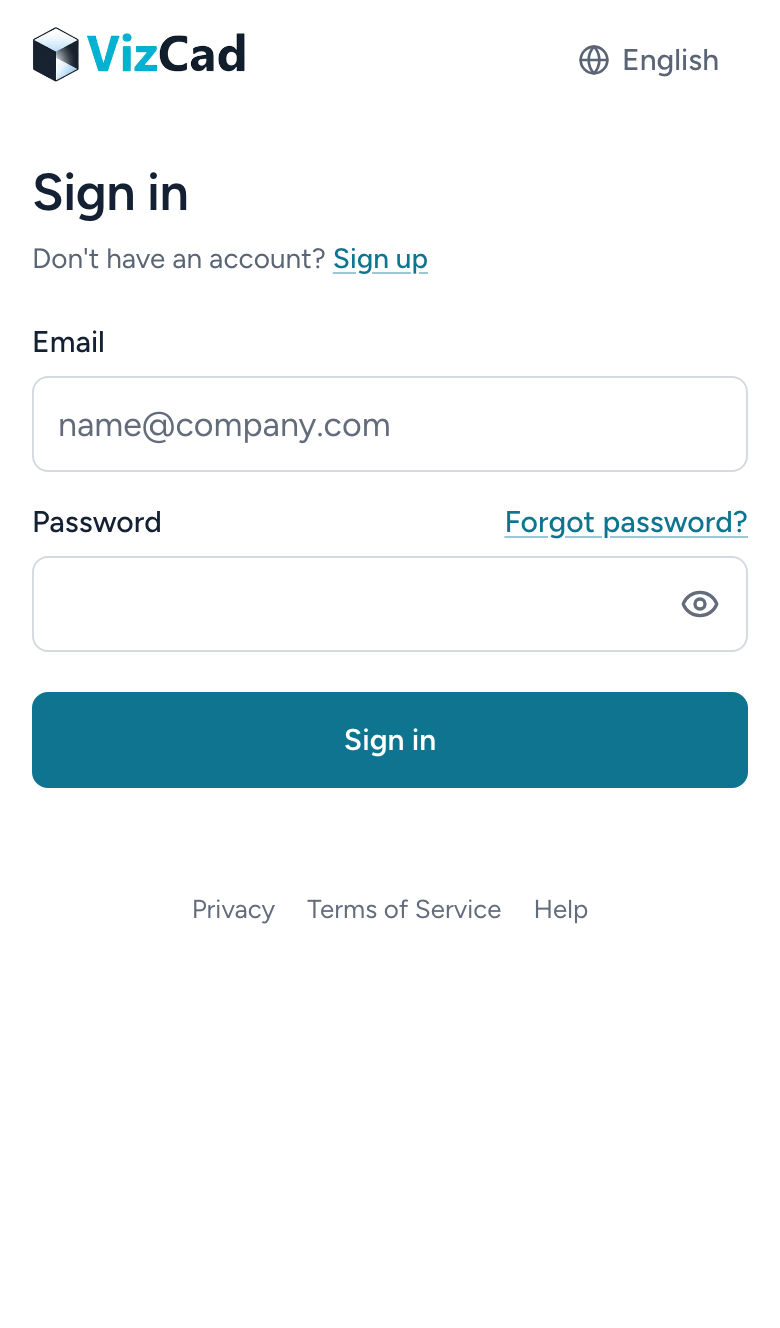 VizCad
English
Sign in
Don't have an account? Sign up
Email
name@company.com
Password Forgot password?
Sign in
Privacy Terms of Service Help